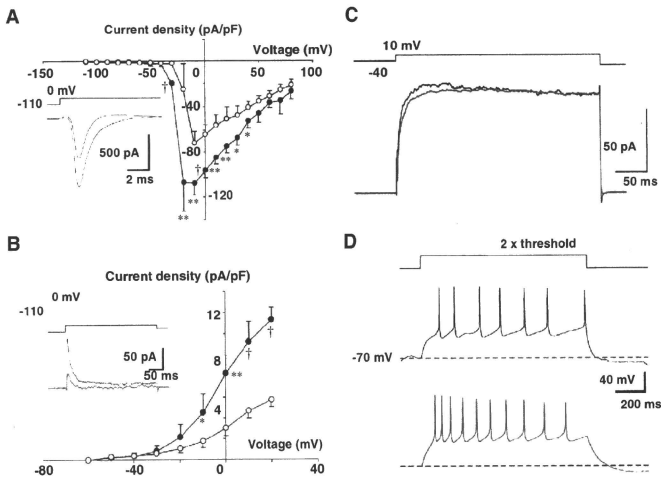 A
Current density (pA/pF)
Voltage (mV)
-150 -100 -50 50 100
0 mV
-110
500 pA
2 ms
-40
-80
-120
† † ** ** ** ** * *
B
Current density (pA/pF)
0 mV
-110
50 pA
50 ms
12
8
4
* ** † †
Voltage (mV)
-80 -40 0 40
C
10 mV
-40
50 pA
50 ms
D
2 x threshold
-70 mV
40 mV
200 ms